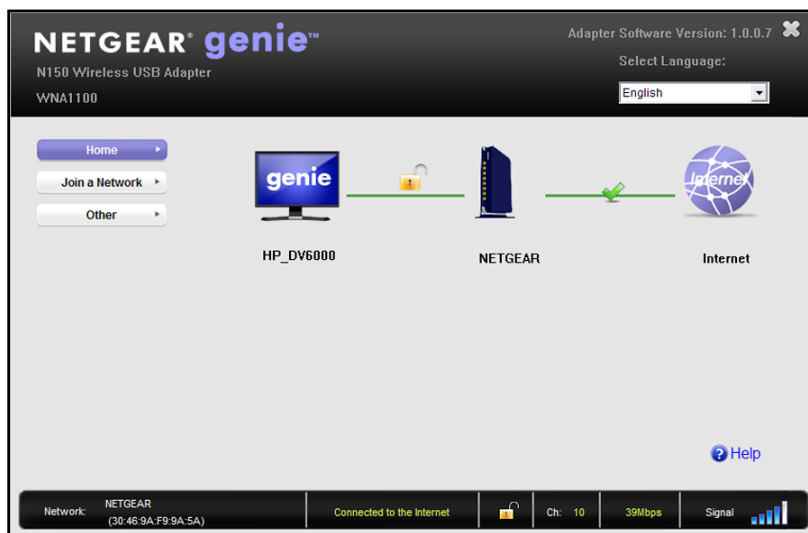 NETGEAR® genie™
Adapter Software Version: 1.0.0.7
N150 Wireless USB Adapter
Select Language:
WNA1100
English
Home
Join a Network
Other
genie
Internet
HP_DV6000
NETGEAR
Internet
Help
Network:
NETGEAR
(30:46:9A:F9:9A:5A)
Connected to the Internet
Ch: 10
39Mbps
Signal